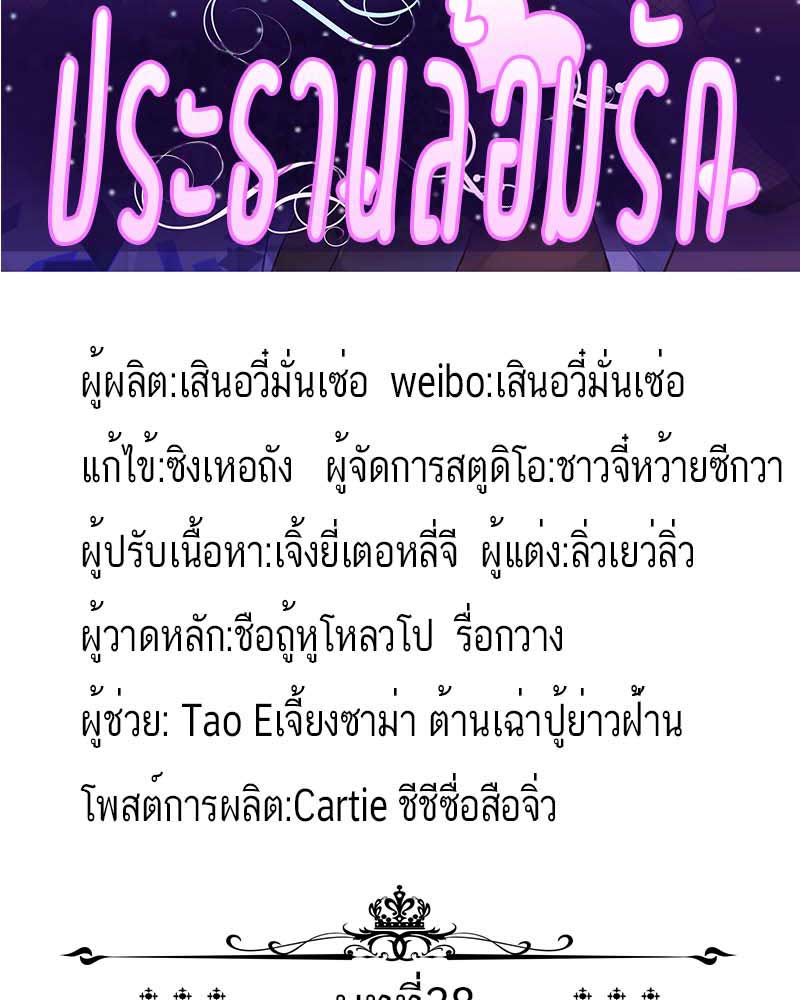 ประธานล้อมรัก
ผู้ผลิต:เสินอวี๋มั่นเซ่อ weibo:เสินอวี๋มั่นเซ่อ
แก้ไข้:ซิงเหอถัง ผู้จัดการสตูดิโอ:ชาวจี๋หว้ายซีกวา
ผู้ปรับเนื้อหา:เจิ้งยี่เตอหลี่จี ผู้แต่ง:ลิ่วเยว่ลิ่ว
ผู้วาดหลัก:ชือถู้หูโหลวโป รื่อกวาง
ผู้ช่วย: Tao Eเจี้ยงซาม่า ต้านเฉ่าปู้ย่าวฝ้าน
โพสต์การผลิต:Cartie ชีชีซื่อสือจิ่ว
บทที่28